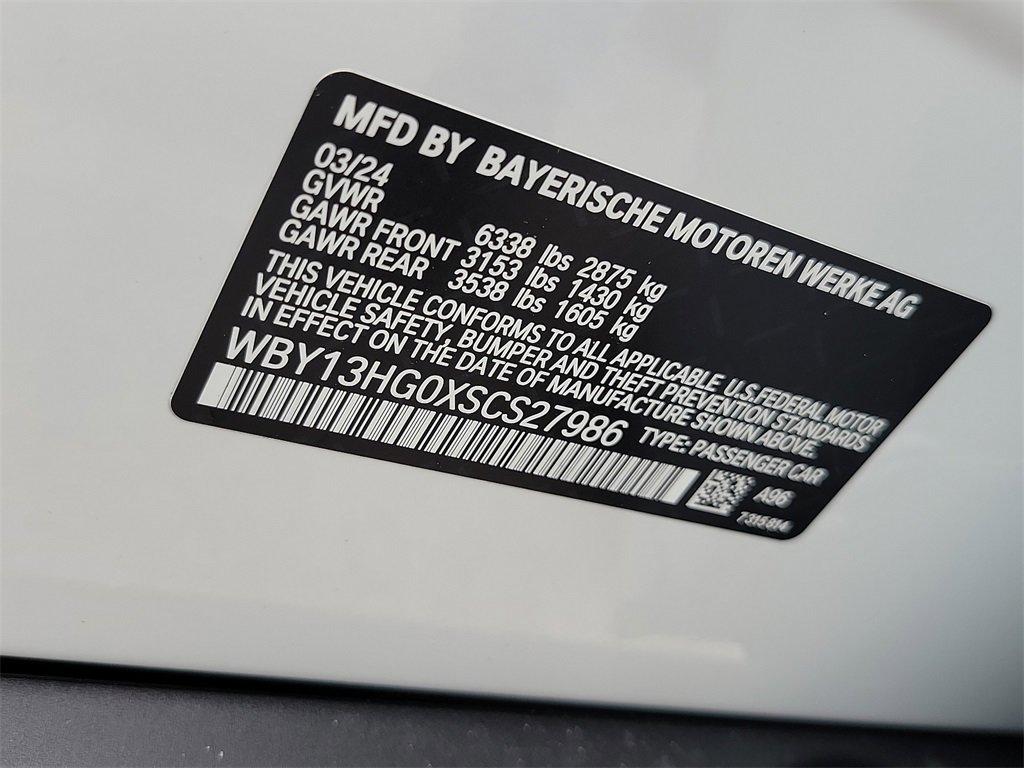 MFD BY BAYERISCHE MOTOREN WERKE AG
03/24
GVWR 6338 lbs 2875 kg
GAWR FRONT 3153 lbs 1430 kg
GAWR REAR 3538 lbs 1605 kg
THIS VEHICLE CONFORMS TO ALL APPLICABLE U.S. FEDERAL MOTOR
VEHICLE SAFETY, BUMPER AND THEFT PREVENTION STANDARDS
IN EFFECT ON THE DATE OF MANUFACTURE SHOWN ABOVE.
WBY13HG0XSCS27986 TYPE: PASSENGER CAR
A96
7315814